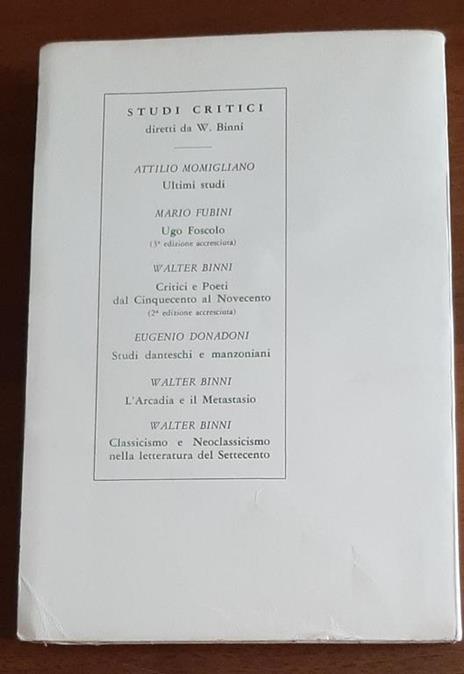 STUDI CRITICI
diretti da W. Binni
ATTILIO MOMIGLIANO
Ultimi studi
MARIO FUBINI
Ugo Foscolo
(3ª edizione accresciuta)
WALTER BINNI
Critici e Poeti
dal Cinquecento al Novecento
(2ª edizione accresciuta)
EUGENIO DONADONI
Studi danteschi e manzoniani
WALTER BINNI
L'Arcadia e il Metastasio
WALTER BINNI
Classicismo e Neoclassicismo
nella letteratura del Settecento